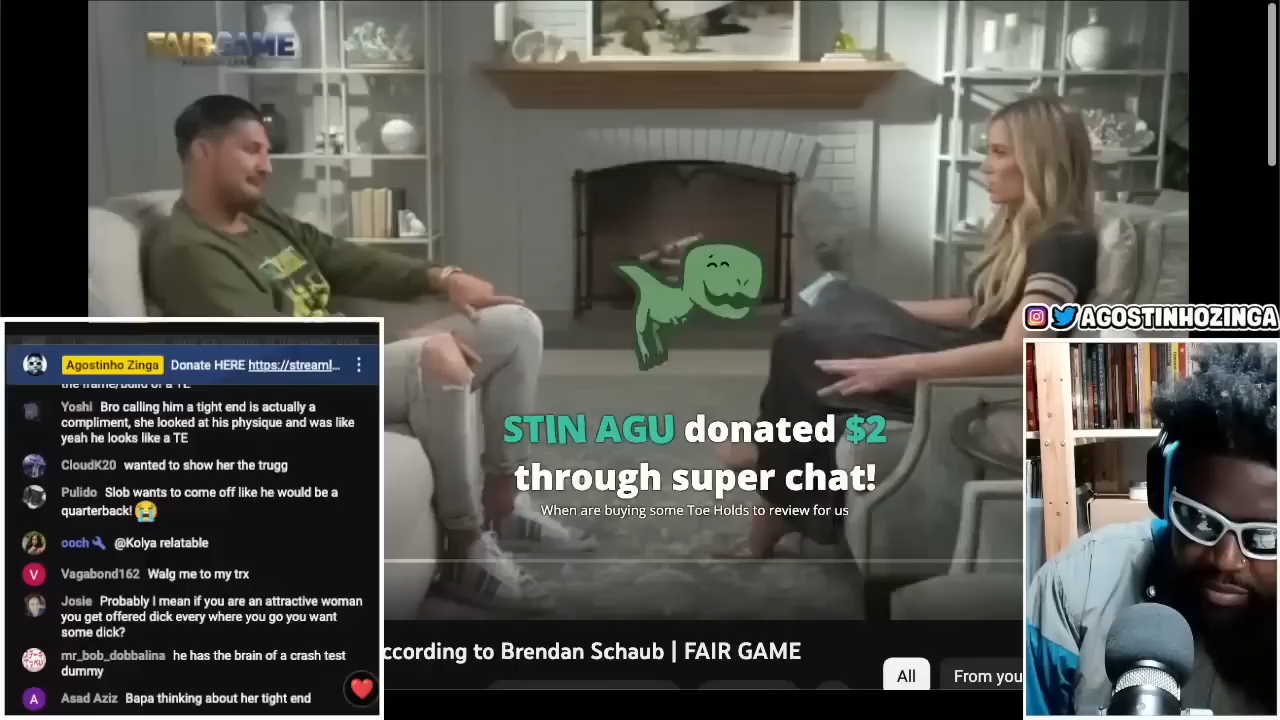 FAIR GAME
AGOSTINHOZINGA
Agostinho Zinga Donate HERE https://streaml...
the frame/build of a TE
Yoshi Bro calling him a tight end is actually a
compliment, she looked at his physique and was like
yeah he looks like a TE
CloudK20 wanted to show her the trugg
Pulido Slob wants to come off like he would be a
quarterback!😭
ooch @Kolya relatable
V Vagabond162 Walg me to my trx
Josie Probably I mean if you are an attractive woman
you get offered dick every where you go you want
some dick?
mr_bob_dobbalina he has the brain of a crash test
dummy
A Asad Aziz Bapa thinking about her tight end
STIN AGU donated $2
through super chat!
When are buying some Toe Holds to review for us
ccording to Brendan Schaub | FAIR GAME
All
From you